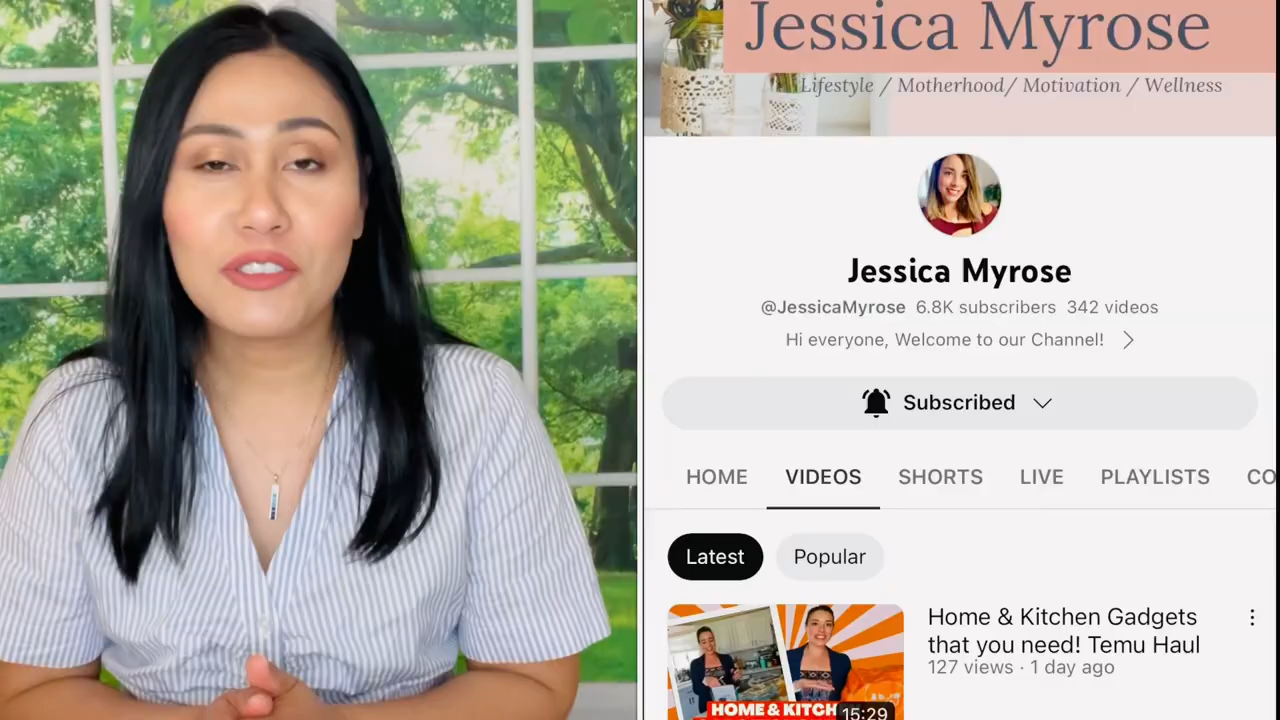 Jessica Myrose
Lifestyle / Motherhood/ Motivation / Wellness
Jessica Myrose
@JessicaMyrose 6.8K subscribers 342 videos
Hi everyone, Welcome to our Channel!
Subscribed
HOME VIDEOS SHORTS LIVE PLAYLISTS CO
Latest Popular
Home & Kitchen Gadgets
that you need! Temu Haul
127 views · 1 day ago
HOME & KITCH
15:29